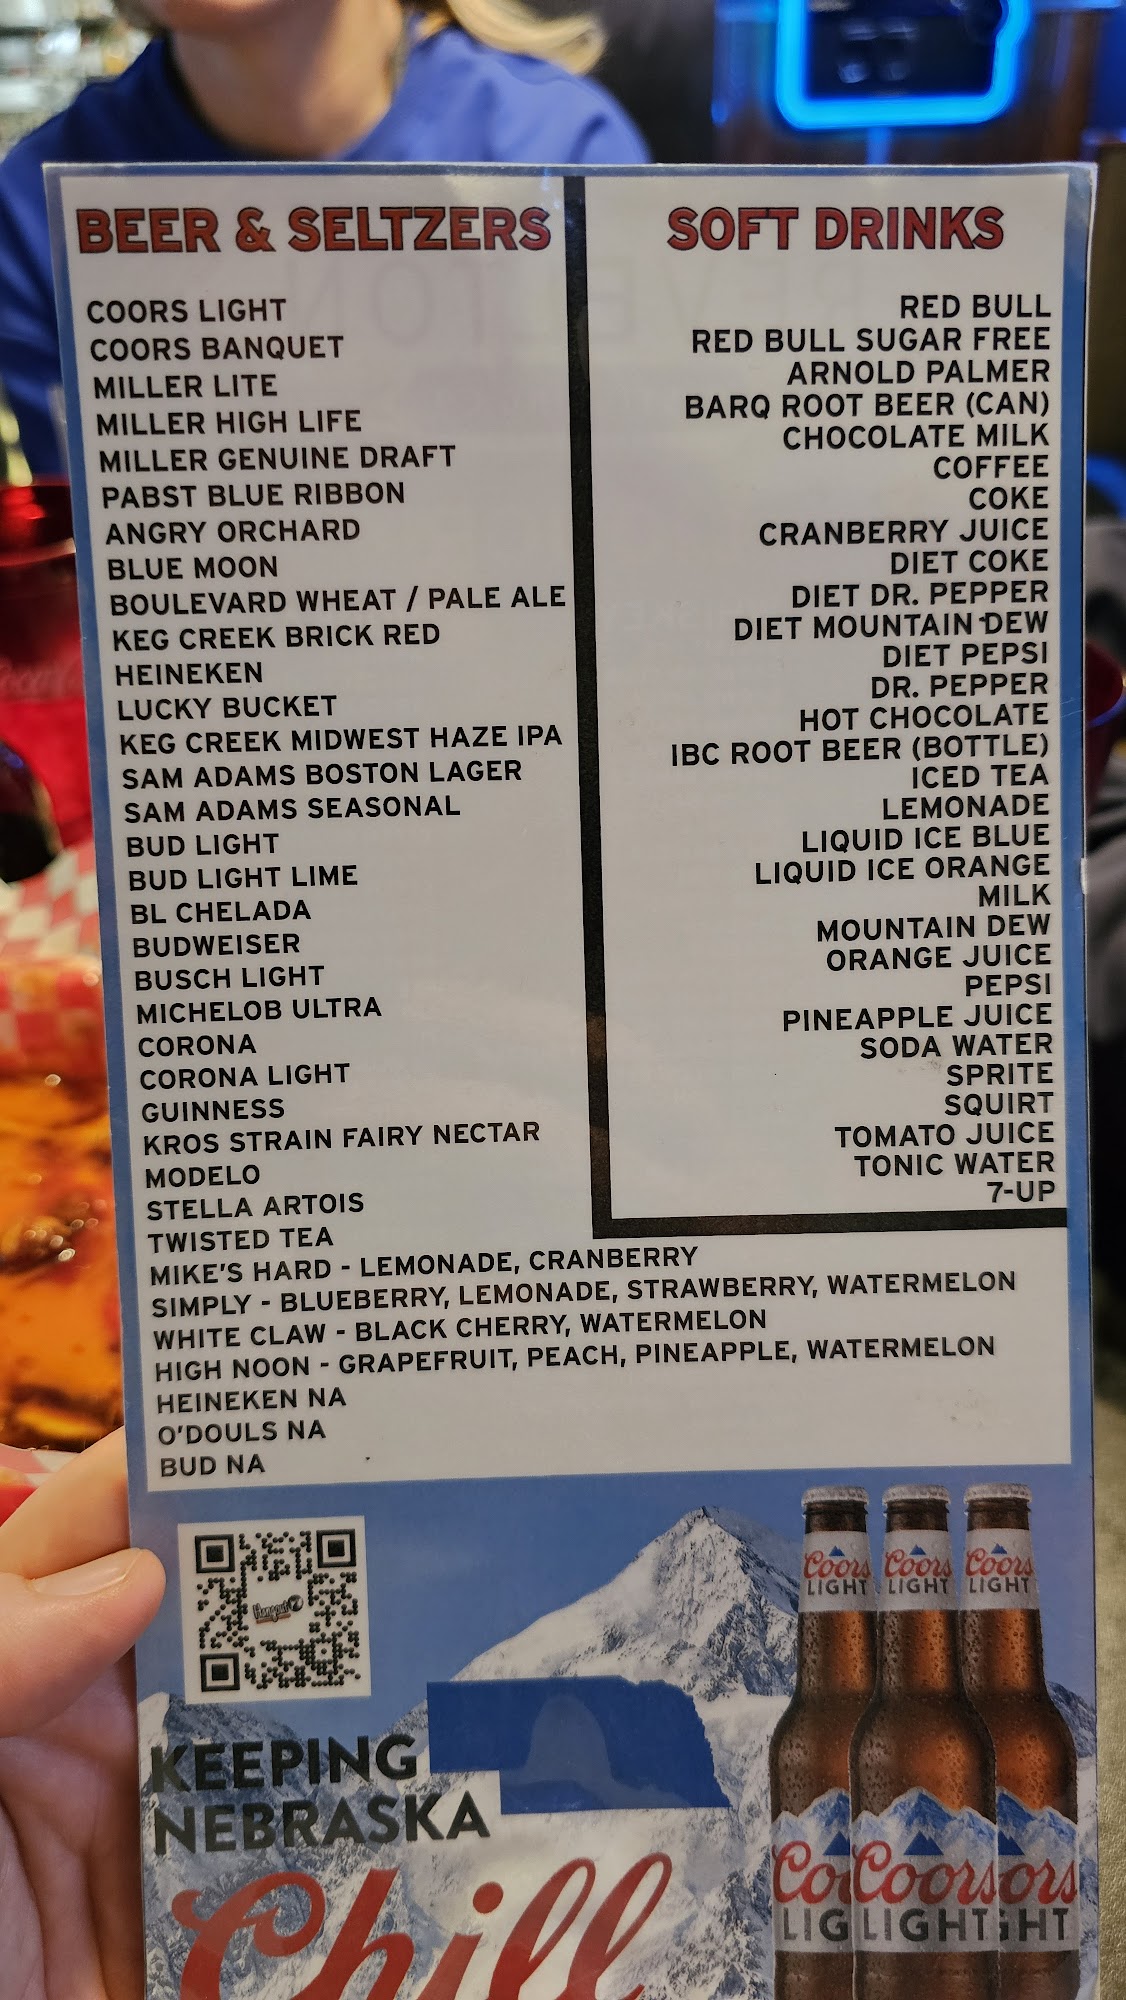 BEER & SELTZERS
COORS LIGHT
COORS BANQUET
MILLER LITE
MILLER HIGH LIFE
MILLER GENUINE DRAFT
PABST BLUE RIBBON
ANGRY ORCHARD
BLUE MOON
BOULEVARD WHEAT / PALE ALE
KEG CREEK BRICK RED
HEINEKEN
LUCKY BUCKET
KEG CREEK MIDWEST HAZE IPA
SAM ADAMS BOSTON LAGER
SAM ADAMS SEASONAL
BUD LIGHT
BUD LIGHT LIME
BL CHELADA
BUDWEISER
BUSCH LIGHT
MICHELOB ULTRA
CORONA
CORONA LIGHT
GUINNESS
KROS STRAIN FAIRY NECTAR
MODELO
STELLA ARTOIS
TWISTED TEA
MIKE'S HARD - LEMONADE, CRANBERRY
SIMPLY - BLUEBERRY, LEMONADE, STRAWBERRY, WATERMELON
WHITE CLAW - BLACK CHERRY, WATERMELON
HIGH NOON - GRAPEFRUIT, PEACH, PINEAPPLE, WATERMELON
HEINEKEN NA
O'DOULS NA
BUD NA
SOFT DRINKS
RED BULL
RED BULL SUGAR FREE
ARNOLD PALMER
BARQ ROOT BEER (CAN)
CHOCOLATE MILK
COFFEE
COKE
CRANBERRY JUICE
DIET COKE
DIET DR. PEPPER
DIET MOUNTAIN DEW
DIET PEPSI
DR. PEPPER
HOT CHOCOLATE
IBC ROOT BEER (BOTTLE)
ICED TEA
LEMONADE
LIQUID ICE BLUE
LIQUID ICE ORANGE
MILK
MOUNTAIN DEW
ORANGE JUICE
PEPSI
PINEAPPLE JUICE
SODA WATER
SPRITE
SQUIRT
TOMATO JUICE
TONIC WATER
7-UP
Hangout
KEEPING
NEBRASKA
Chill
Coors
LIGHT
Coors
LIGHT
Coors
LIGHT
Coors
LIGHT